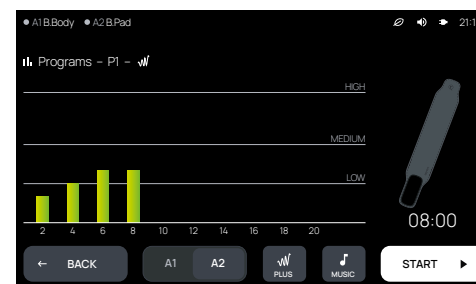 A1 B.Body A2 B.Pad 21:1
Programs – P1 –
HIGH
MEDIUM
LOW
2 4 6 8 10 12 14 16 18 20
08:00
← BACK A1 A2 PLUS MUSIC START